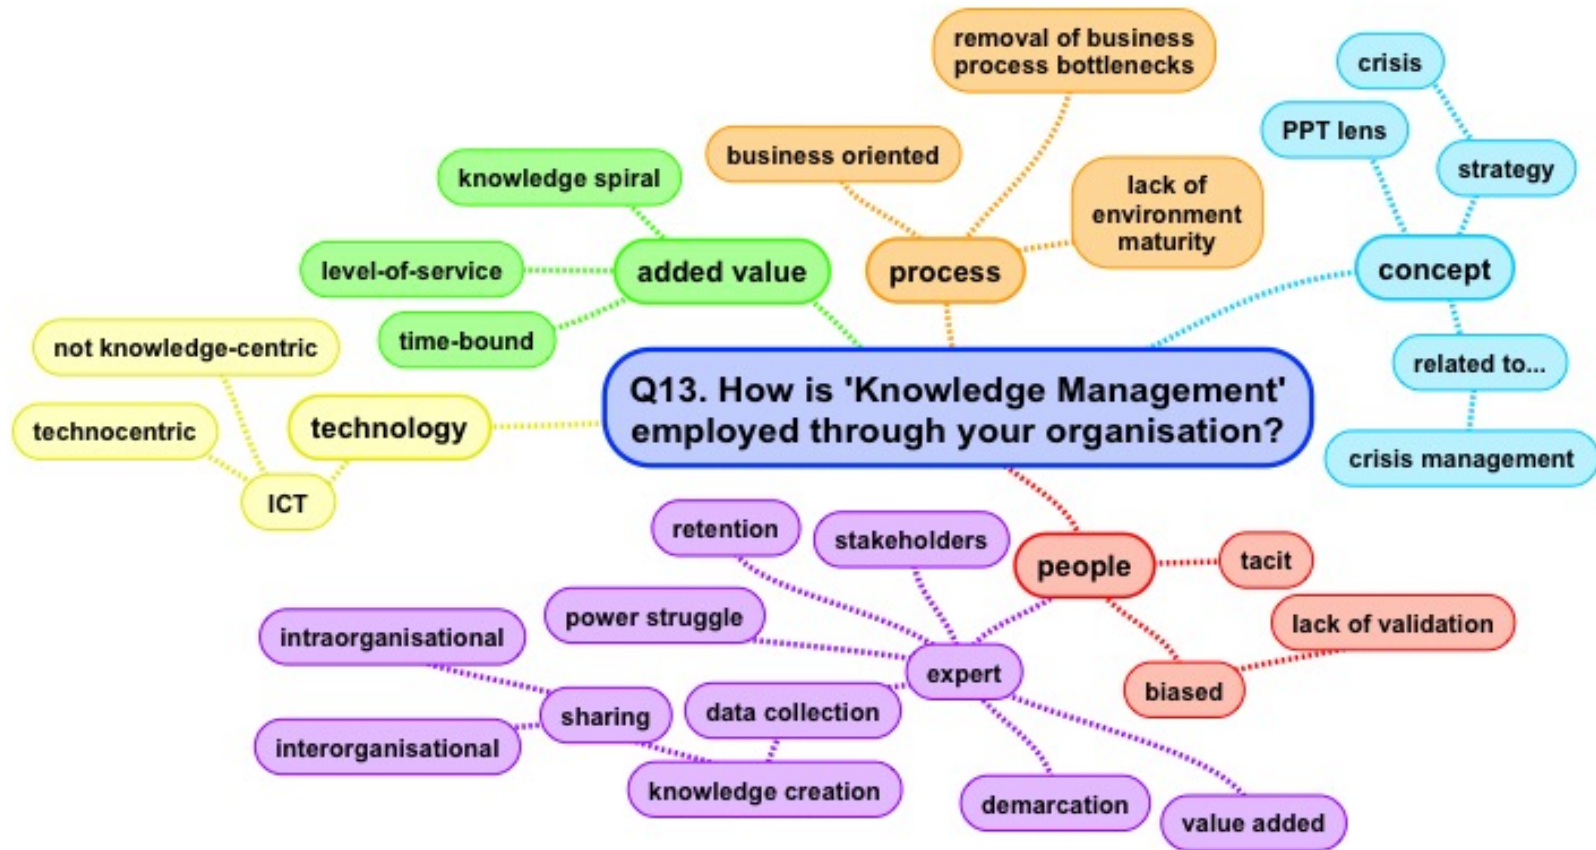 removal of business
process bottlenecks
crisis
PPT lens
business oriented
strategy
knowledge spiral
lack of
environment
maturity
level-of-service
added value
process
concept
time-bound
not knowledge-centric
related to...
Q13. How is 'Knowledge Management'
employed through your organisation?
technology
technocentric
crisis management
ICT
retention
stakeholders
people
tacit
power struggle
lack of validation
intraorganisational
expert
biased
data collection
sharing
interorganisational
knowledge creation
demarcation
value added